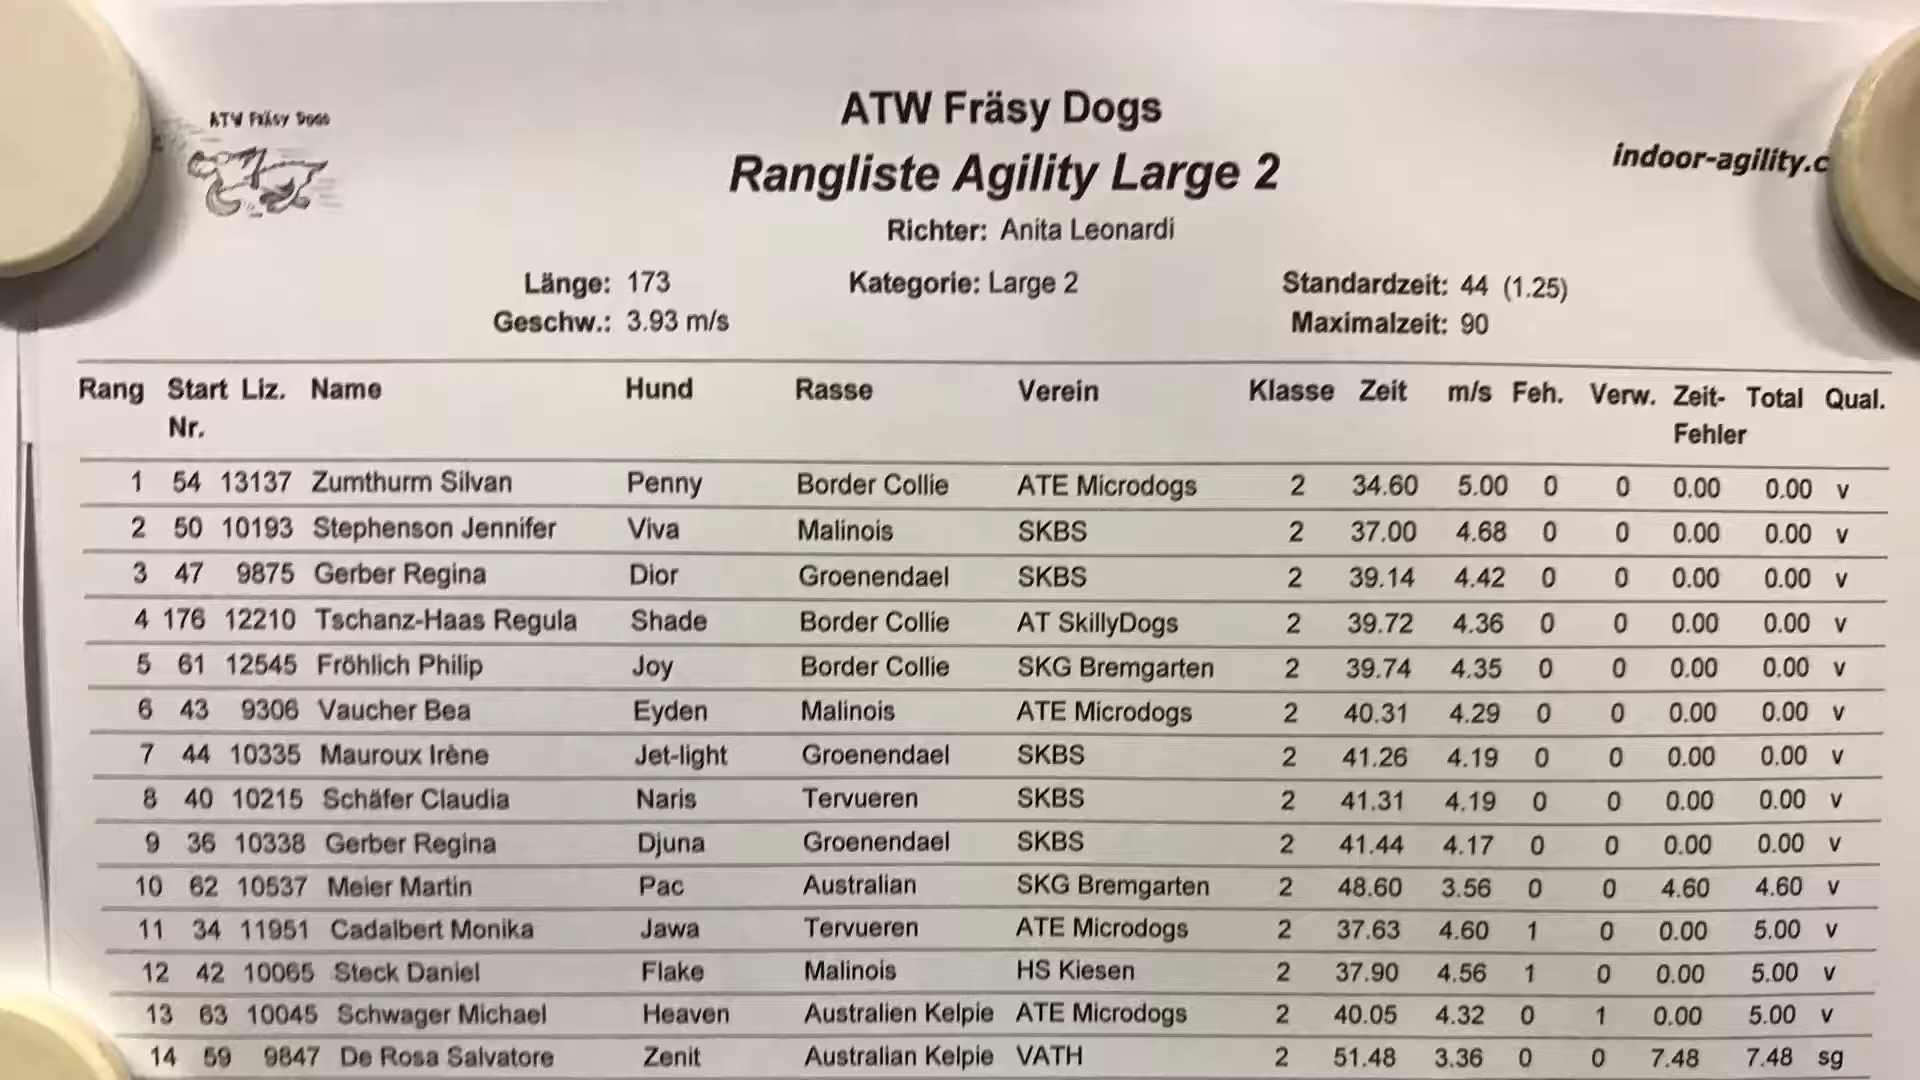 ATW Fräsy Dogs
ATW Fräsy Dogs
Rangliste Agility Large 2
indoor-agility.c
Richter: Anita Leonardi
Länge: 173 Kategorie: Large 2 Standardzeit: 44 (1.25)
Geschw.: 3.93 m/s Maximalzeit: 90
Rang Start Liz. Name Hund Rasse Verein Klasse Zeit m/s Feh. Verw. Zeit- Total Qual.
Nr. Fehler
1 54 13137 Zumthurm Silvan Penny Border Collie ATE Microdogs 2 34.60 5.00 0 0 0.00 0.00 v
2 50 10193 Stephenson Jennifer Viva Malinois SKBS 2 37.00 4.68 0 0 0.00 0.00 v
3 47 9875 Gerber Regina Dior Groenendael SKBS 2 39.14 4.42 0 0 0.00 0.00 v
4 176 12210 Tschanz-Haas Regula Shade Border Collie AT SkillyDogs 2 39.72 4.36 0 0 0.00 0.00 v
5 61 12545 Fröhlich Philip Joy Border Collie SKG Bremgarten 2 39.74 4.35 0 0 0.00 0.00 v
6 43 9306 Vaucher Bea Eyden Malinois ATE Microdogs 2 40.31 4.29 0 0 0.00 0.00 v
7 44 10335 Mauroux Irène Jet-light Groenendael SKBS 2 41.26 4.19 0 0 0.00 0.00 v
8 40 10215 Schäfer Claudia Naris Tervueren SKBS 2 41.31 4.19 0 0 0.00 0.00 v
9 36 10338 Gerber Regina Djuna Groenendael SKBS 2 41.44 4.17 0 0 0.00 0.00 v
10 62 10537 Meier Martin Pac Australian SKG Bremgarten 2 48.60 3.56 0 0 4.60 4.60 v
11 34 11951 Cadalbert Monika Jawa Tervueren ATE Microdogs 2 37.63 4.60 1 0 0.00 5.00 v
12 42 10065 Steck Daniel Flake Malinois HS Kiesen 2 37.90 4.56 1 0 0.00 5.00 v
13 63 10045 Schwager Michael Heaven Australien Kelpie ATE Microdogs 2 40.05 4.32 0 1 0.00 5.00 v
14 59 9847 De Rosa Salvatore Zenit Australian Kelpie VATH 2 51.48 3.36 0 0 7.48 7.48 sg